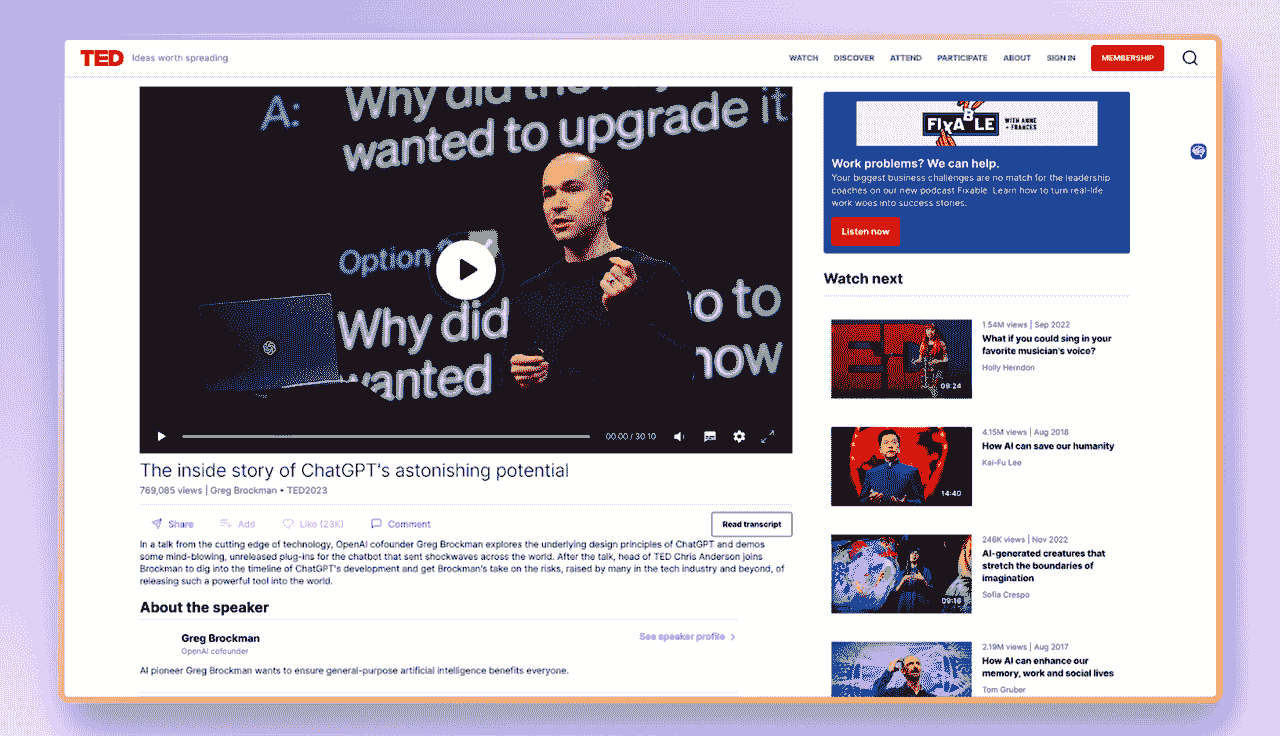 TED Ideas worth spreading
WATCH DISCOVER ATTEND PARTICIPATE ABOUT SIGN IN MEMBERSHIP
A: Why did the
wanted to upgrade it
Option
Why did
o to
wanted
now
00:00 / 30:10
The inside story of ChatGPT's astonishing potential
769,085 views | Greg Brockman • TED2023
Share Add Like (23K) Comment Read transcript
In a talk from the cutting edge of technology, OpenAI cofounder Greg Brockman explores the underlying design principles of ChatGPT and demos
some mind-blowing, unreleased plug-ins for the chatbot that sent shockwaves across the world. After the talk, head of TED Chris Anderson joins
Brockman to dig into the timeline of ChatGPT's development and get Brockman's take on the risks, raised by many in the tech industry and beyond, of
releasing such a powerful tool into the world.
About the speaker
Greg Brockman
See speaker profile
OpenAI cofounder
AI pioneer Greg Brockman wants to ensure general-purpose artificial intelligence benefits everyone.
FIXABLE WITH ANNE
+ FRANCES
Work problems? We can help.
Your biggest business challenges are no match for the leadership
coaches on our new podcast Fixable. Learn how to turn real-life
work woes into success stories.
Listen now
Watch next
1.54M views | Sep 2022
What if you could sing in your
favorite musician's voice?
Holly Herndon
09:24
4.15M views | Aug 2018
How AI can save our humanity
Kai-Fu Lee
14:40
246K views | Nov 2022
AI-generated creatures that
stretch the boundaries of
imagination
Sofia Crespo
09:16
2.19M views | Aug 2017
How AI can enhance our
memory, work and social lives
Tom Gruber